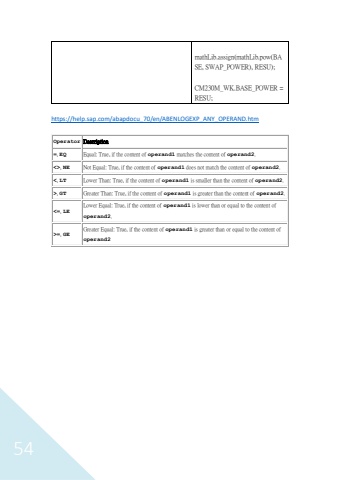 mathLib.assign(mathLib.pow(BA
SE, SWAP_POWER), RESU);
CM230M_WK.BASE_POWER =
RESU;
https://help.sap.com/abapdocu_70/en/ABENLOGEXP_ANY_OPERAND.htm
Operator Description
=, EQ Equal: True, if the content of operand1 matches the content of operand2.
<>, NE Not Equal: True, if the content of operand1 does not match the content of operand2.
<, LT Lower Than: True, if the content of operand1 is smaller than the content of operand2.
>, GT Greater Than: True, if the content of operand1 is greater than the content of operand2.
<=, LE Lower Equal: True, if the content of operand1 is lower than or equal to the content of
operand2.
>=, GE Greater Equal: True, if the content of operand1 is greater than or equal to the content of
operand2
54